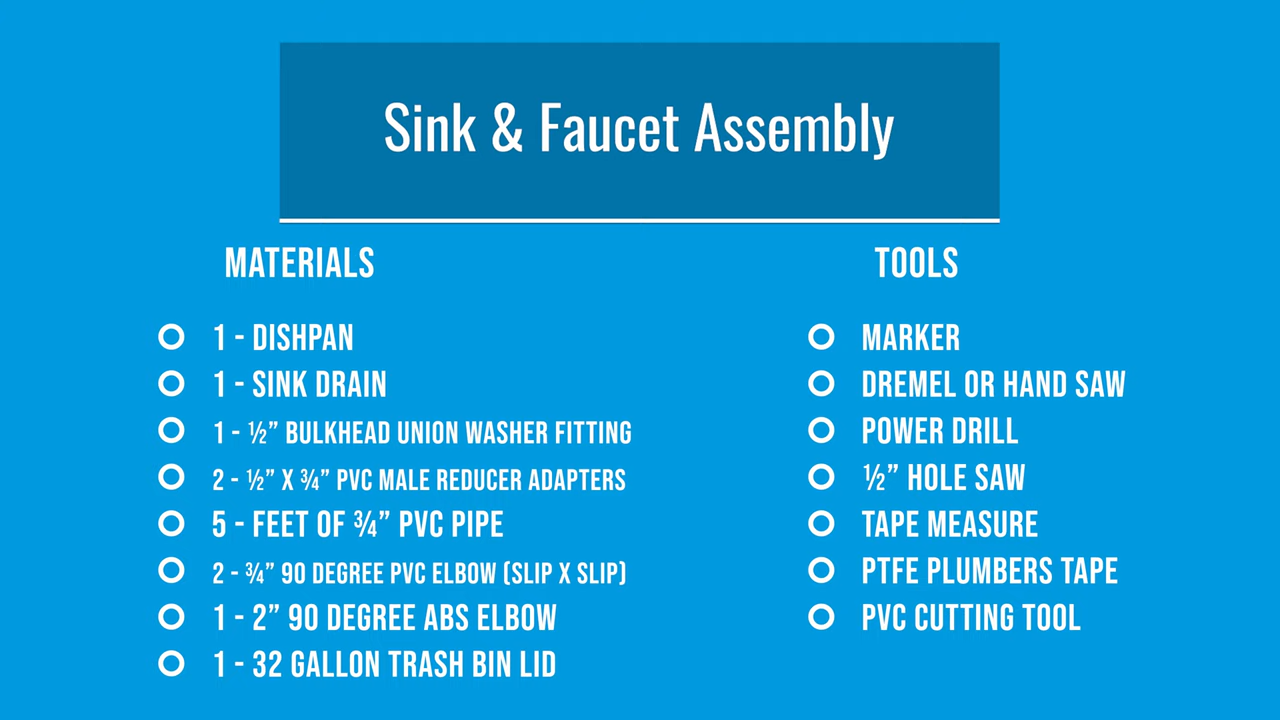 Sink & Faucet Assembly
MATERIALS
1 - DISHPAN
1 - SINK DRAIN
1 - ½” BULKHEAD UNION WASHER FITTING
2 - ½” X ¾” PVC MALE REDUCER ADAPTERS
5 - FEET OF ¾” PVC PIPE
2 - ¾” 90 DEGREE PVC ELBOW (SLIP X SLIP)
1 - 2” 90 DEGREE ABS ELBOW
1 - 32 GALLON TRASH BIN LID
TOOLS
MARKER
DREMEL OR HAND SAW
POWER DRILL
½” HOLE SAW
TAPE MEASURE
PTFE PLUMBERS TAPE
PVC CUTTING TOOL